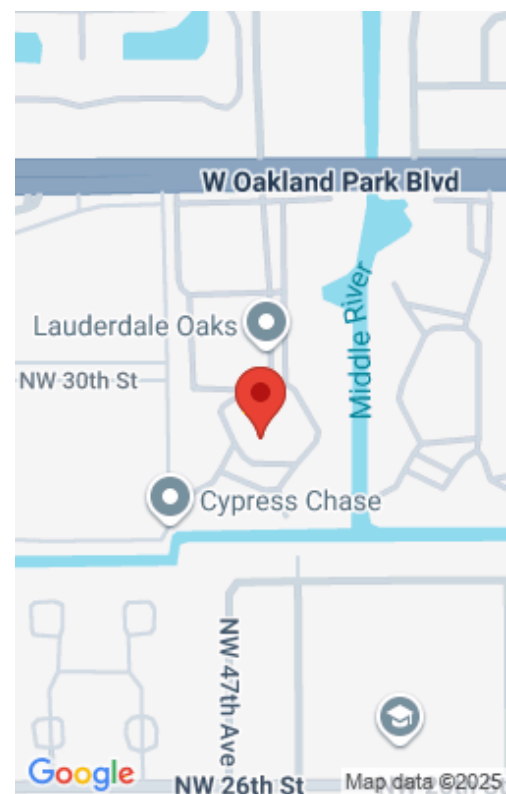 W Oakland Park Blvd
Middle River
Lauderdale Oaks
NW 30th St
Cypress Chase
NW 47th Ave
Google
NW 26th St
Map data ©2025